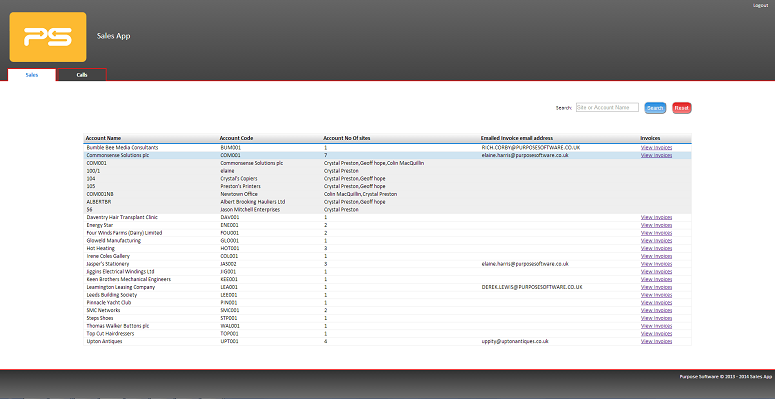 Logout
PS
Sales App
Sales Calls
Search: Site or Account Name Search Reset
Account Name Account Code Account No Of sites Emailed Invoice email address Invoices
Bumble Bee Media Consultants BUM001 1 RICH.CORBY@PURPOSESOFTWARE.CO.UK View Invoices
Commonsense Solutions plc COM001 7 elaine.harris@purposesoftware.co.uk View Invoices
COM001 Commonsense Solutions plc Crystal Preston,Geoff hope,Colin MacQuillin
100/1 elaine Crystal Preston
104 Crystal's Copiers Crystal Preston,Geoff hope
105 Preston's Printers Crystal Preston,Geoff hope
COM001NB Newtown Office Colin MacQuillin,Crystal Preston
ALBERTBR Albert Brooking Hauliers Ltd Crystal Preston,Geoff hope
56 Jason Mitchell Enterprises Crystal Preston
Daventry Hair Transplant Clinic DAV001 1 View Invoices
Energy Star ENE001 2 View Invoices
Four Winds Farms (Dairy) Limited FOU001 2 View Invoices
Gloweld Manufacturing GLO001 1 View Invoices
Hot Heating HOT001 3 View Invoices
Irene Coles Gallery COL001 1 View Invoices
Jasper's Stationery JAS002 3 elaine.harris@purposesoftware.co.uk View Invoices
Jiggins Electrical Windings Ltd JIG001 1 View Invoices
Keen Brothers Mechanical Engineers KEE001 1 View Invoices
Leamington Leasing Company LEA001 1 DEREK.LEWIS@PURPOSESOFTWARE.CO.UK View Invoices
Leeds Building Society LEE001 1 View Invoices
Pinnacle Yacht Club PIN001 1 View Invoices
SMC Networks SMC001 2 View Invoices
Steps Shoes STP001 1 View Invoices
Thomas Walker Buttons plc WAL001 1 View Invoices
Top Cut Hairdressers TOP001 1 View Invoices
Upton Antiques UPT001 4 uppity@uptonantiques.co.uk View Invoices
Purpose Software © 2013 - 2014 Sales App